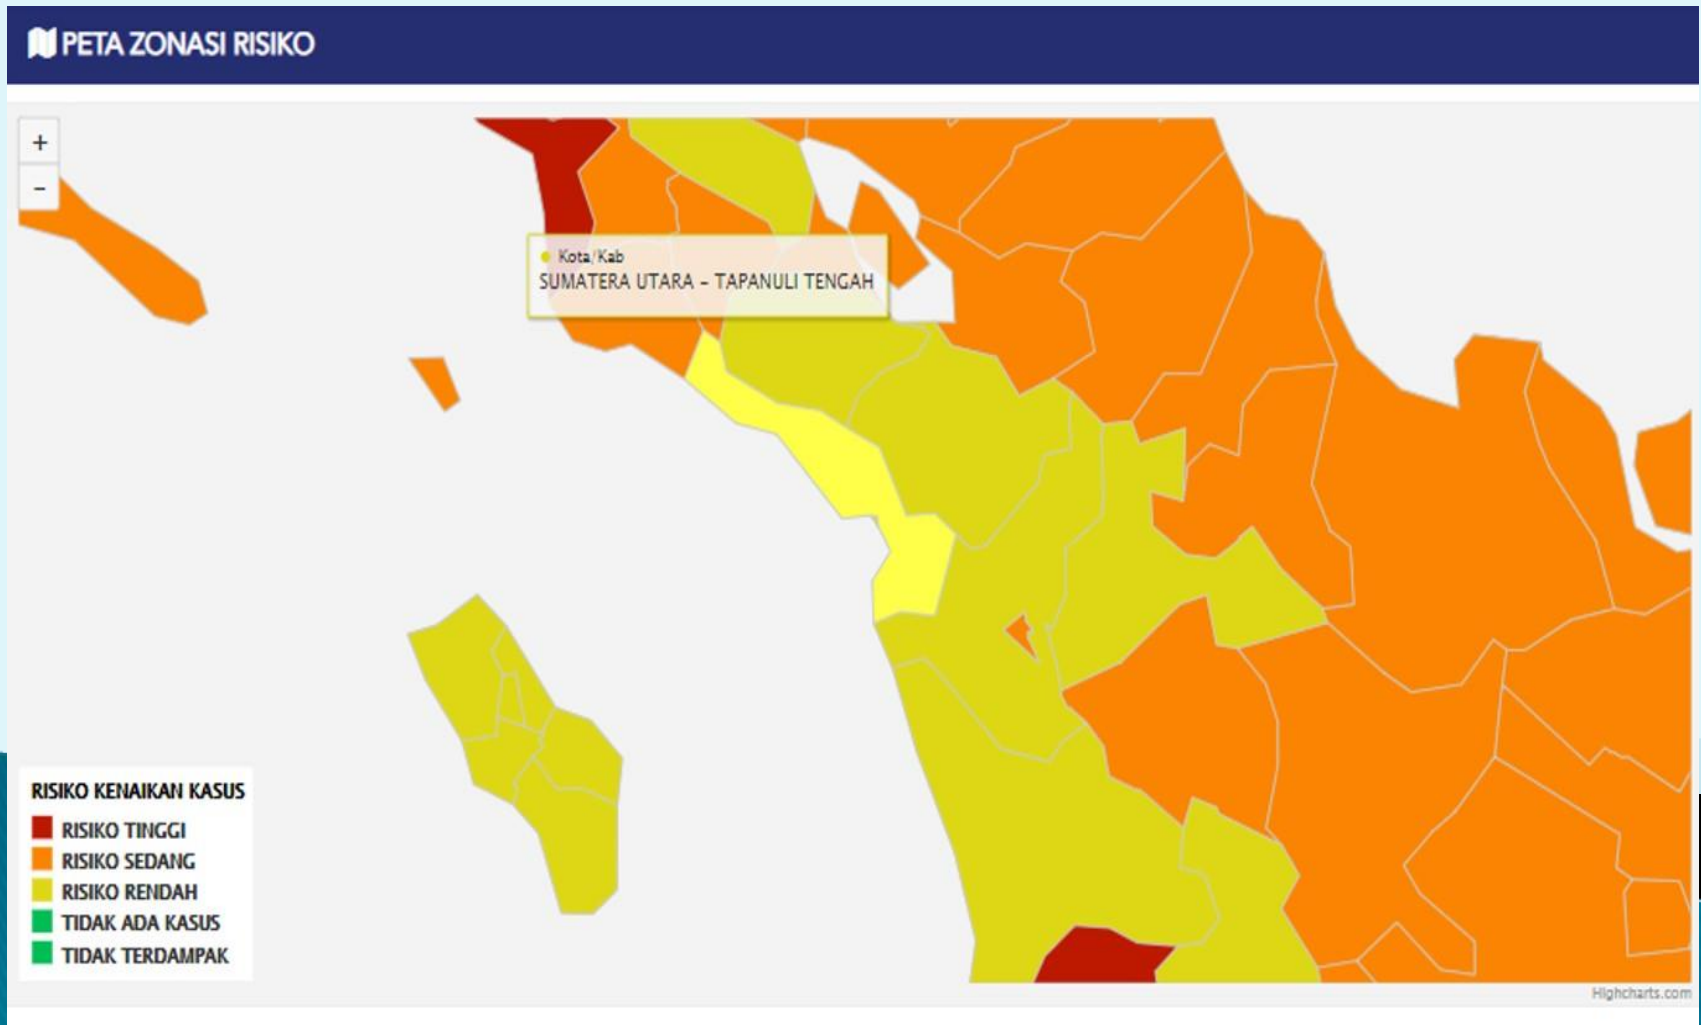 PETA ZONASI RISIKO
+
Kota/Kab
SUMATERA UTARA – TAPANULI TENGAH
−
RISIKO KENAIKAN KASUS
RISIKO TINGGI
RISIKO SEDANG
RISIKO RENDAH
TIDAK ADA KASUS
TIDAK TERDAMPAK
Highcharts.com